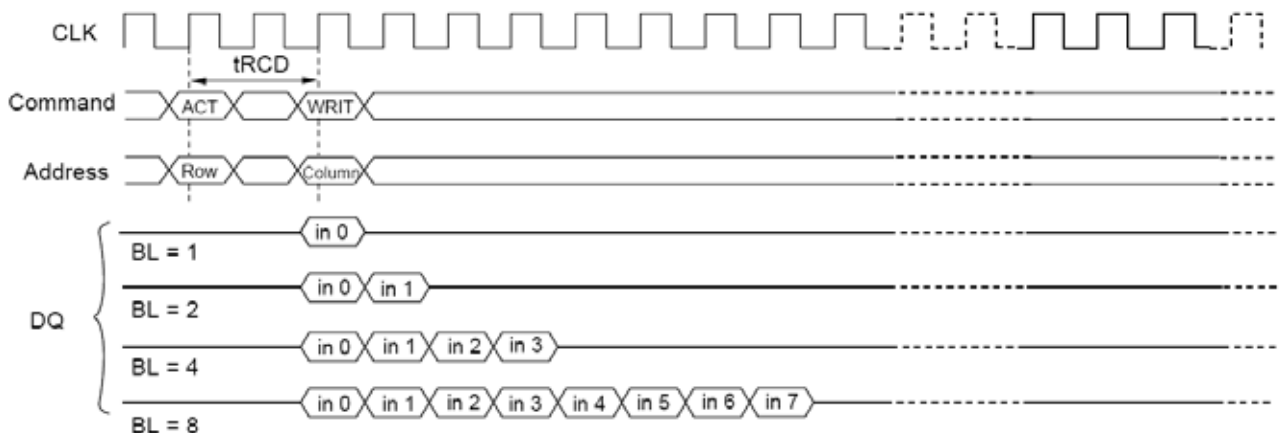 CLK
tRCD
Command ACT WRIT
Address Row Column
in 0
BL = 1
in 0 in 1
BL = 2
DQ
in 0 in 1 in 2 in 3
BL = 4
in 0 in 1 in 2 in 3 in 4 in 5 in 6 in 7
BL = 8